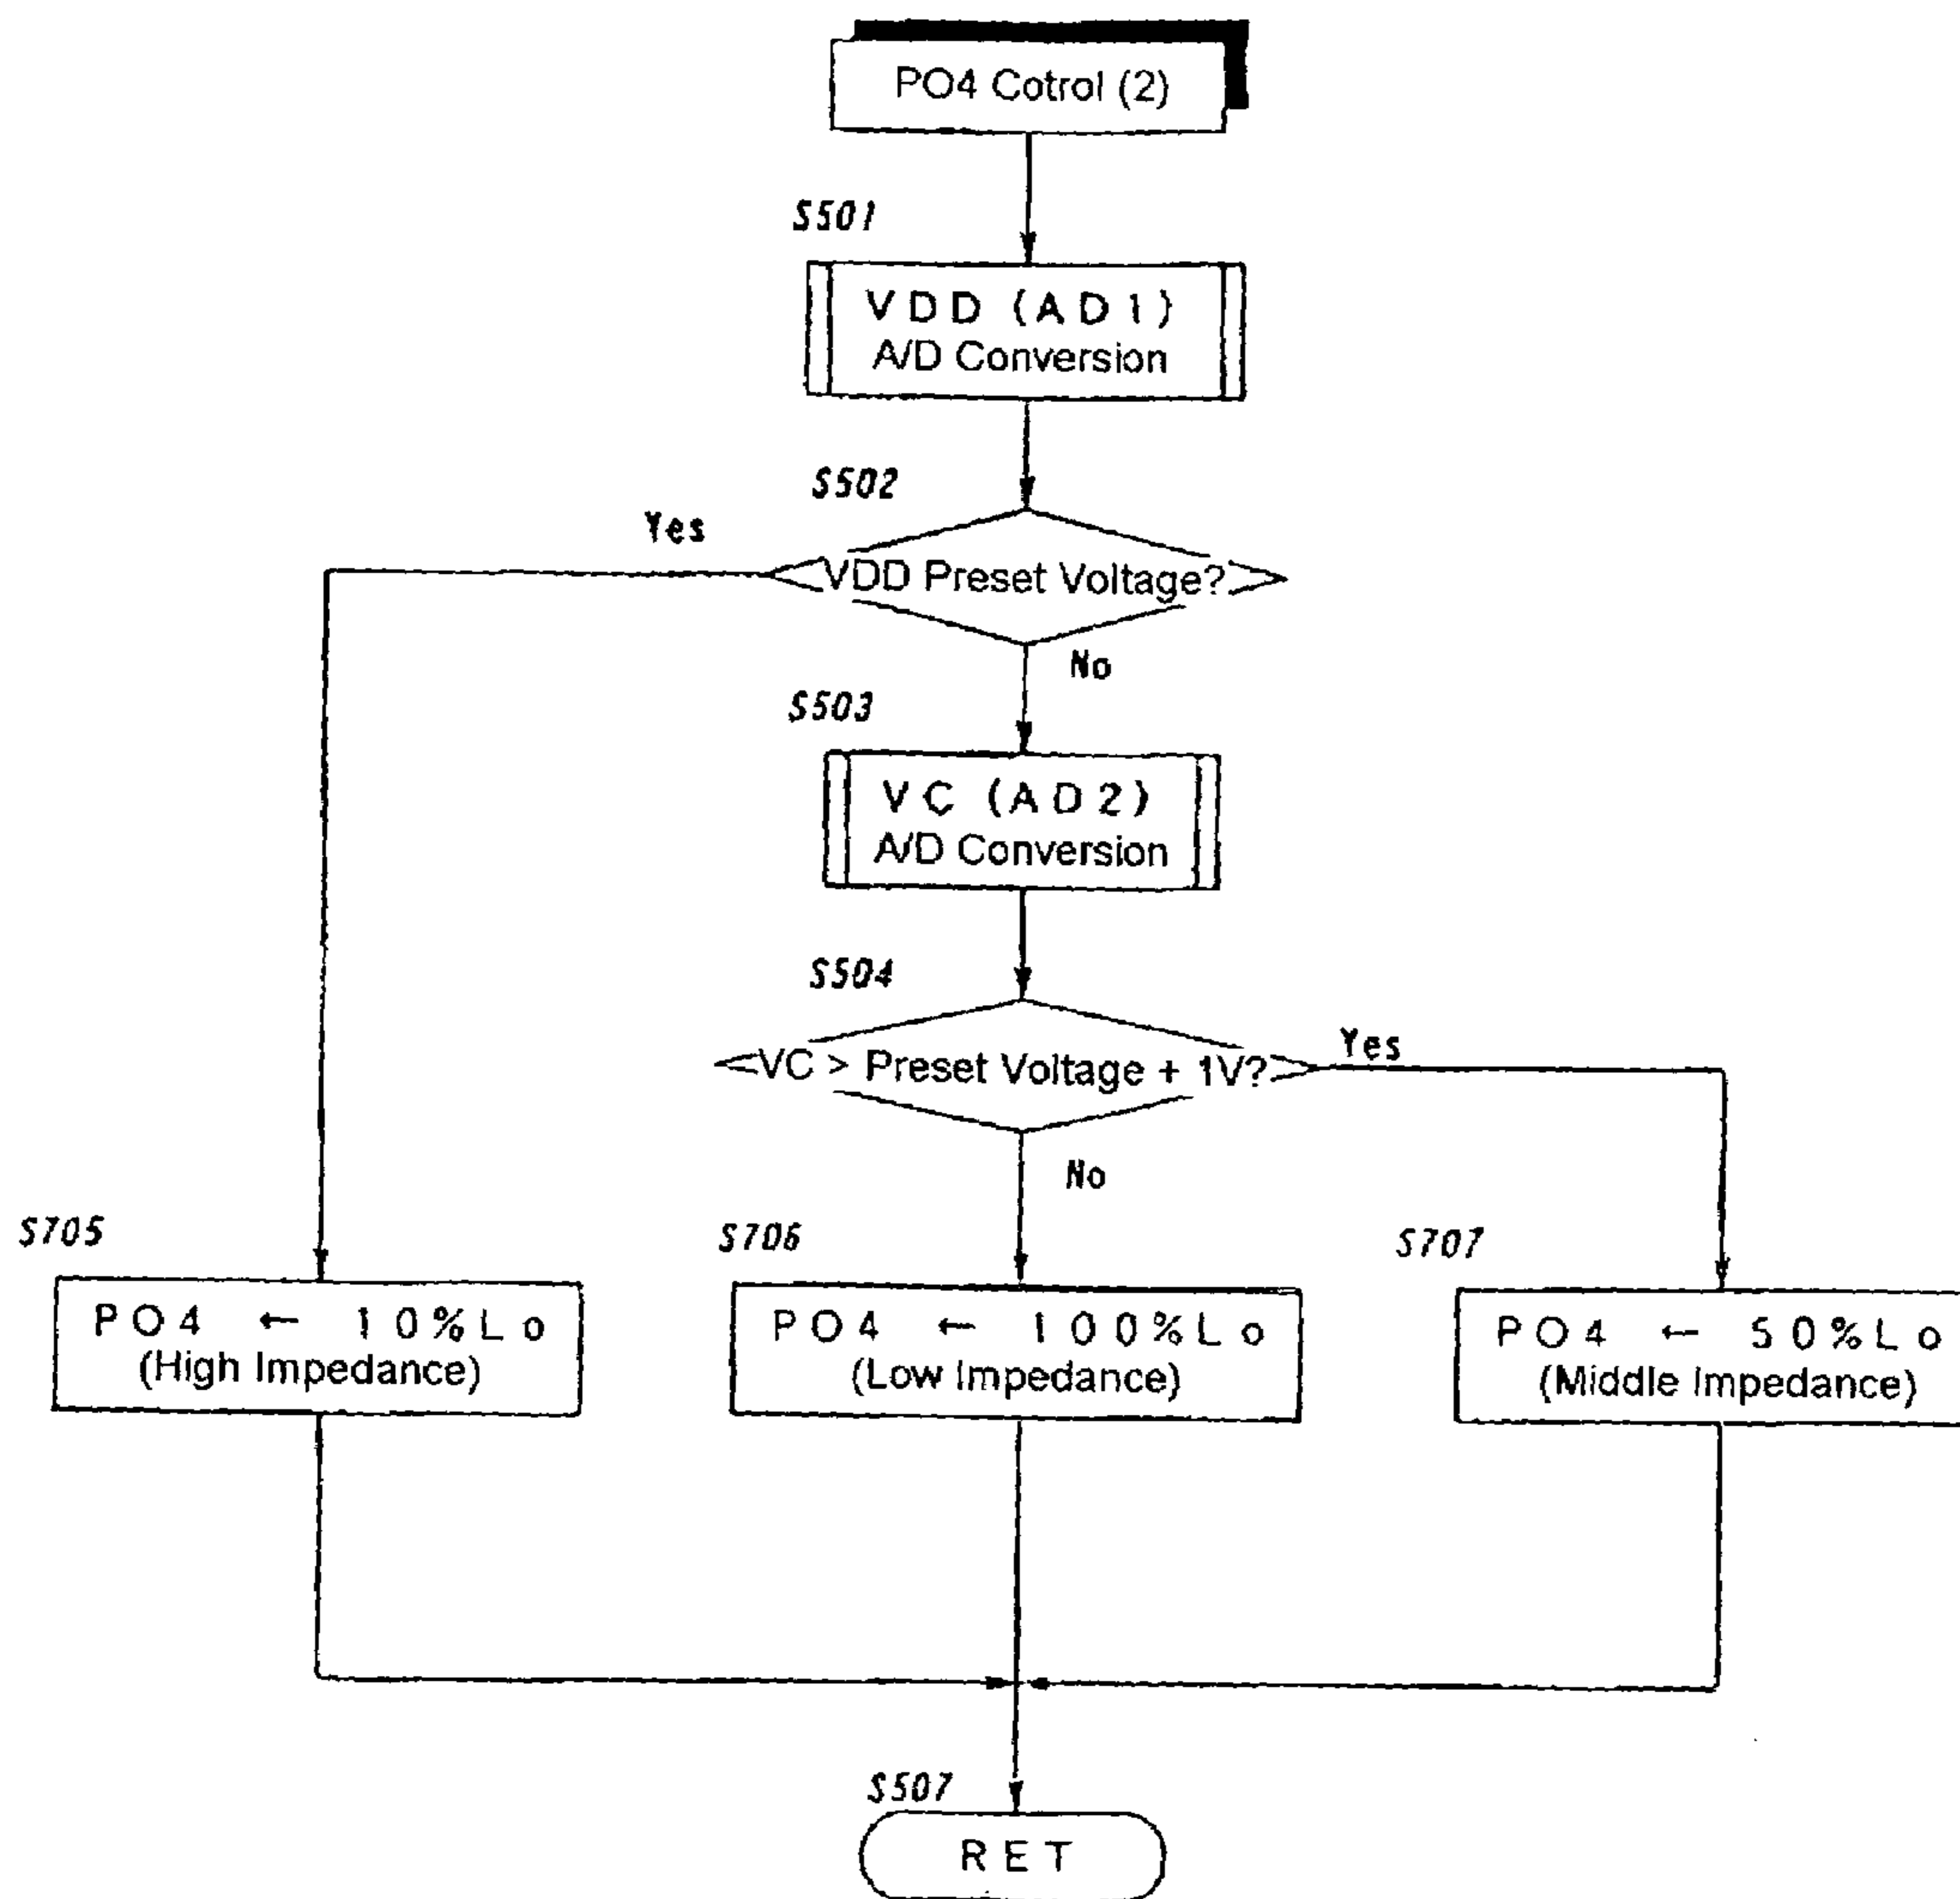 PO4 Cotrol (2)
S501
VDD (AD1)
A/D Conversion
S502
Yes
VDD Preset Voltage?
No
S503
VC (AD2)
A/D Conversion
S504
VC > Preset Voltage + 1V?
Yes
No
S705
PO4 ← 10%Lo
(High Impedance)
S706
PO4 ← 100%Lo
(Low Impedance)
S707
PO4 ← 50%Lo
(Middle Impedance)
S507
RET